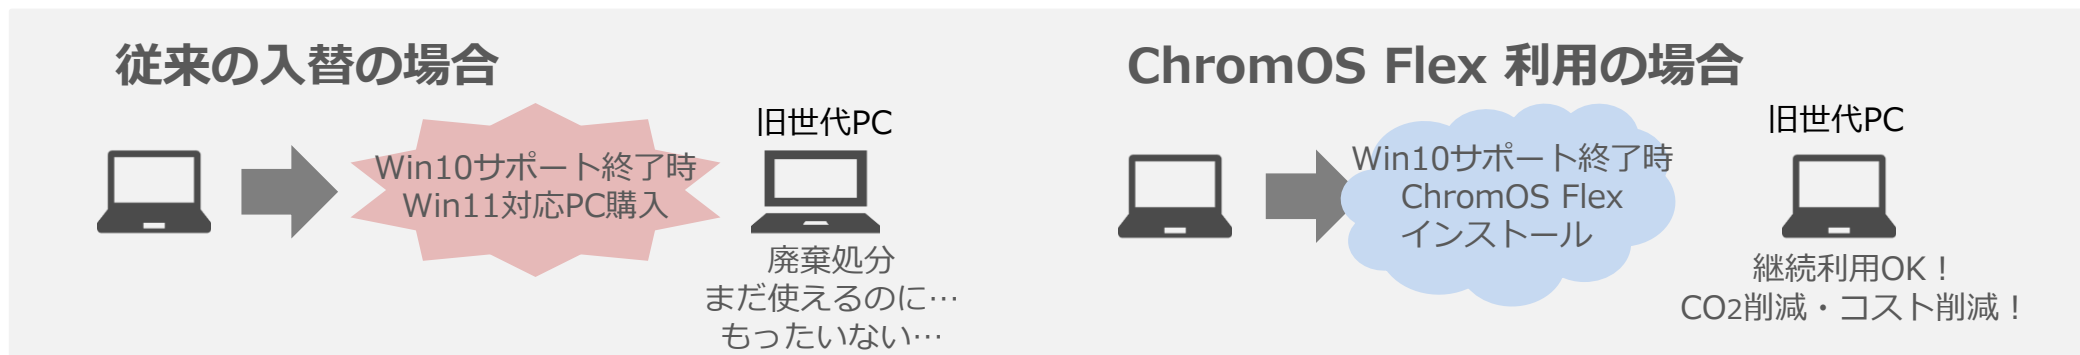 従来の入替の場合
Win10サポート終了時
Win11対応PC購入
旧世代PC
廃棄処分
まだ使えるのに…
もったいない…
ChromOS Flex 利用の場合
Win10サポート終了時
ChromOS Flex
インストール
旧世代PC
継続利用OK！
CO2削減・コスト削減！